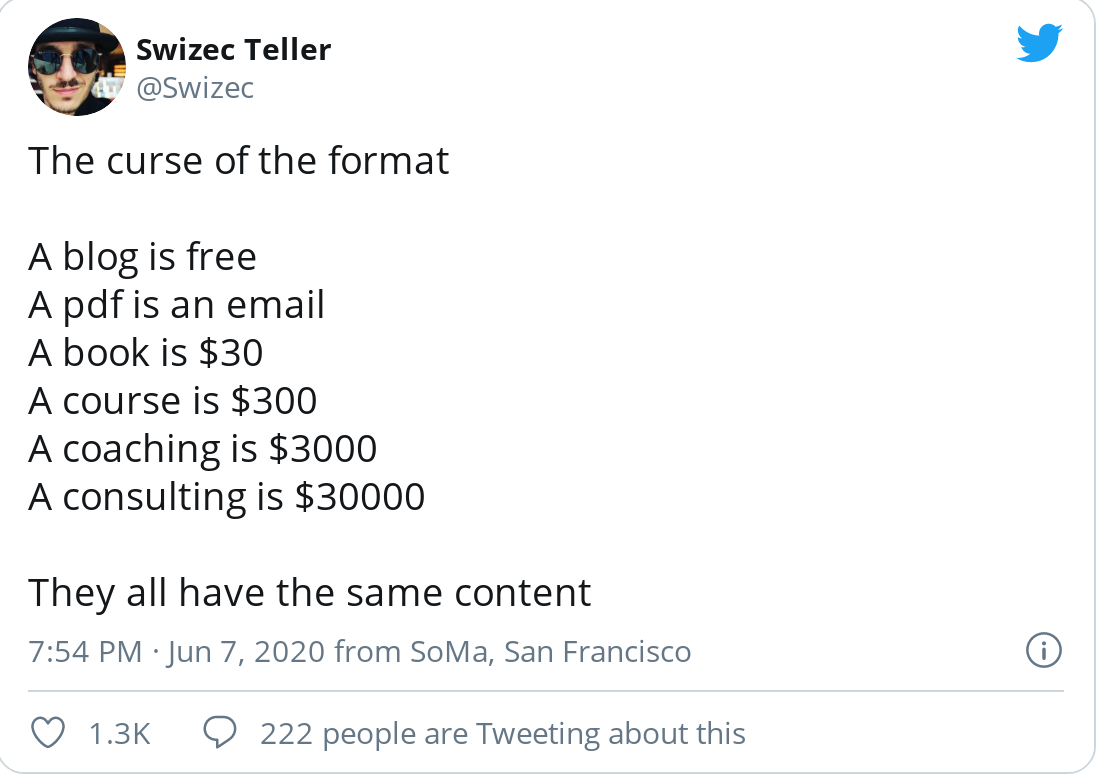 Swizec Teller
@Swizec
The curse of the format
A blog is free
A pdf is an email
A book is $30
A course is $300
A coaching is $3000
A consulting is $30000
They all have the same content
7:54 PM · Jun 7, 2020 from SoMa, San Francisco
1.3K 222 people are Tweeting about this